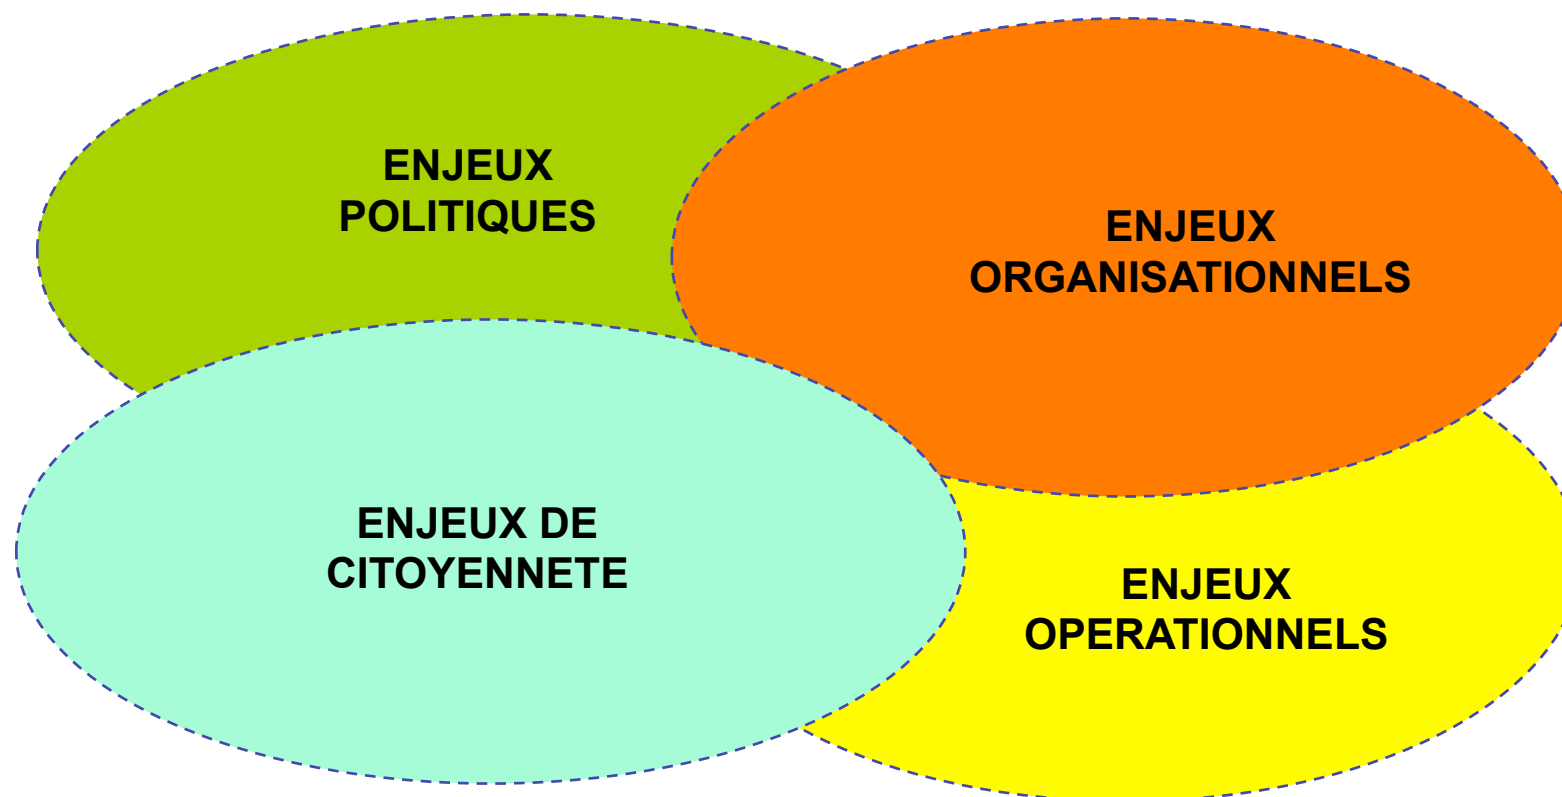 ENJEUX
POLITIQUES
ENJEUX
ORGANISATIONNELS
ENJEUX DE
CITOYENNETE
ENJEUX
OPERATIONNELS